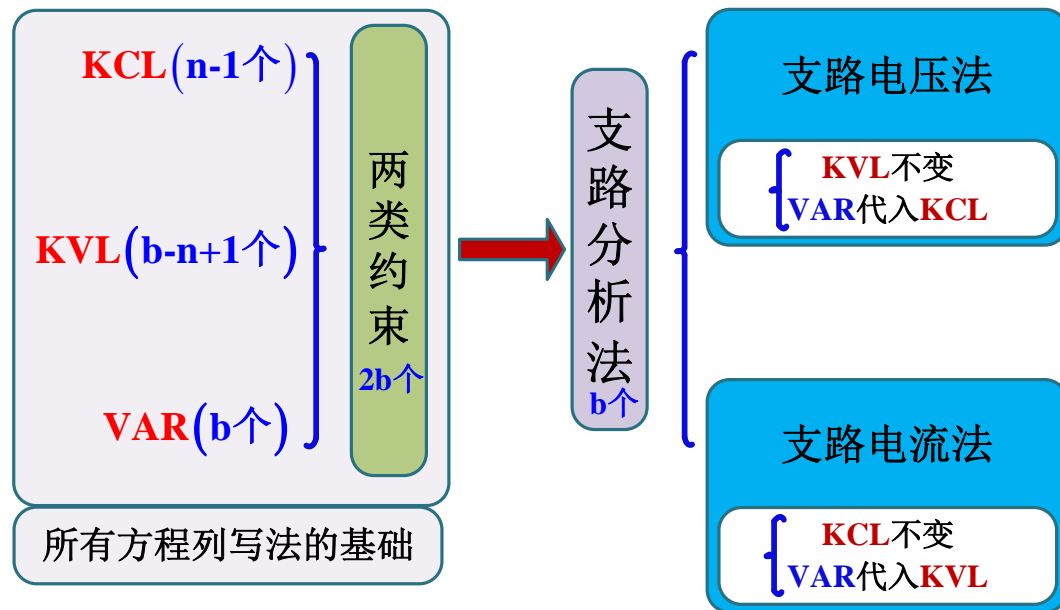 KCL(n-1个)
KVL(b-n+1个)
VAR(b个)
两类约束
2b个
所有方程列写法的基础
支路分析法
b个
支路电压法
KVL不变
VAR代入KCL
支路电流法
KCL不变
VAR代入KVL